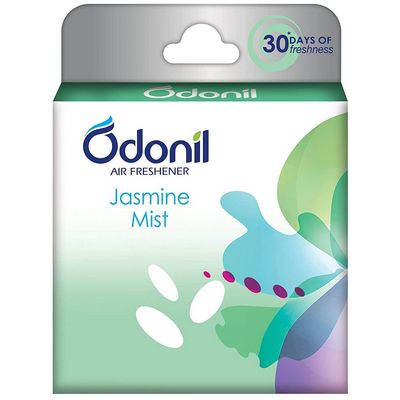 30* DAYS OF
freshness
Odonil
Odonil
AIR FRESHENER
Jasmine
Mist